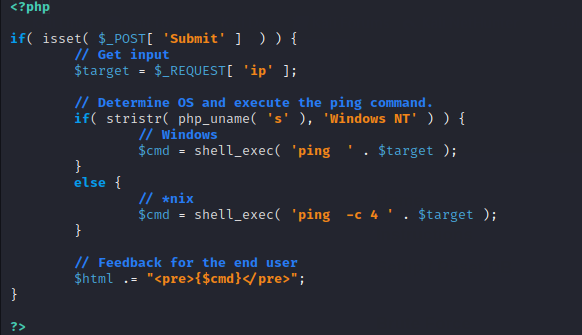 <?php
if( isset( $_POST[ 'Submit' ]  ) ) {
// Get input
$target = $_REQUEST[ 'ip' ];
// Determine OS and execute the ping command.
if( stristr( php_uname( 's' ), 'Windows NT' ) ) {
// Windows
$cmd = shell_exec( 'ping  ' . $target );
}
else {
// *nix
$cmd = shell_exec( 'ping  -c 4 ' . $target );
}
// Feedback for the end user
$html .= "<pre>{$cmd}</pre>";
}
?>